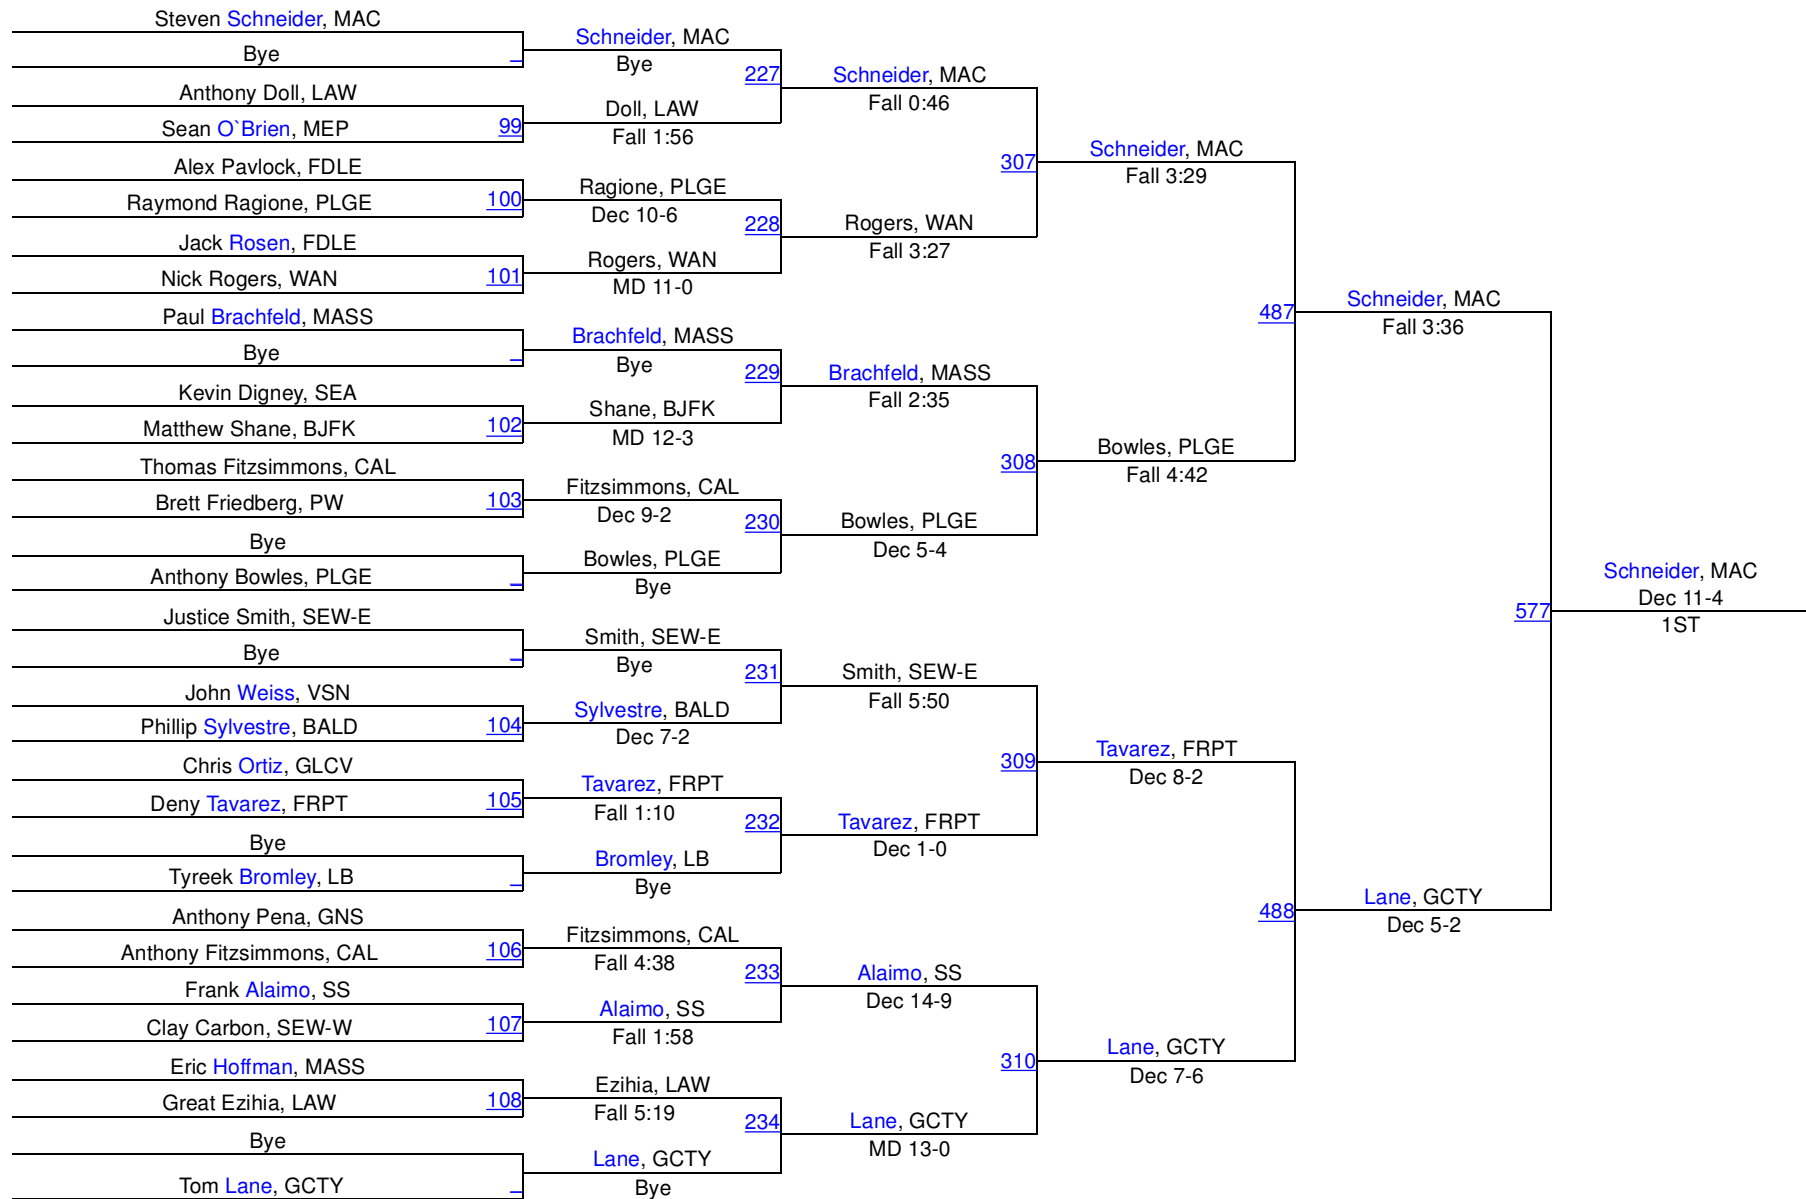 Steven Schneider, MAC
Bye
Anthony Doll, LAW
Sean O`Brien, MEP
99
Alex Pavlock, FDLE
Raymond Ragione, PLGE
100
Jack Rosen, FDLE
Nick Rogers, WAN
101
Paul Brachfeld, MASS
Bye
Kevin Digney, SEA
Matthew Shane, BJFK
102
Thomas Fitzsimmons, CAL
Brett Friedberg, PW
103
Bye
Anthony Bowles, PLGE
Justice Smith, SEW-E
Bye
John Weiss, VSN
Phillip Sylvestre, BALD
104
Chris Ortiz, GLCV
Deny Tavarez, FRPT
105
Bye
Tyreek Bromley, LB
Anthony Pena, GNS
Anthony Fitzsimmons, CAL
106
Frank Alaimo, SS
Clay Carbon, SEW-W
107
Eric Hoffman, MASS
Great Ezihia, LAW
108
Bye
Tom Lane, GCTY
Schneider, MAC
Bye
227
Doll, LAW
Fall 1:56
Ragione, PLGE
Dec 10-6
228
Rogers, WAN
MD 11-0
Brachfeld, MASS
Bye
229
Shane, BJFK
MD 12-3
Fitzsimmons, CAL
Dec 9-2
230
Bowles, PLGE
Bye
Smith, SEW-E
Bye
231
Sylvestre, BALD
Dec 7-2
Tavarez, FRPT
Fall 1:10
232
Bromley, LB
Bye
Fitzsimmons, CAL
Fall 4:38
233
Alaimo, SS
Fall 1:58
Ezihia, LAW
Fall 5:19
234
Lane, GCTY
Bye
Schneider, MAC
Fall 0:46
307
Rogers, WAN
Fall 3:27
Brachfeld, MASS
Fall 2:35
308
Bowles, PLGE
Dec 5-4
Smith, SEW-E
Fall 5:50
309
Tavarez, FRPT
Dec 1-0
Alaimo, SS
Dec 14-9
310
Lane, GCTY
MD 13-0
Schneider, MAC
Fall 3:29
487
Bowles, PLGE
Fall 4:42
Tavarez, FRPT
Dec 8-2
488
Lane, GCTY
Dec 7-6
Schneider, MAC
Fall 3:36
577
Lane, GCTY
Dec 5-2
Schneider, MAC
Dec 11-4
1ST